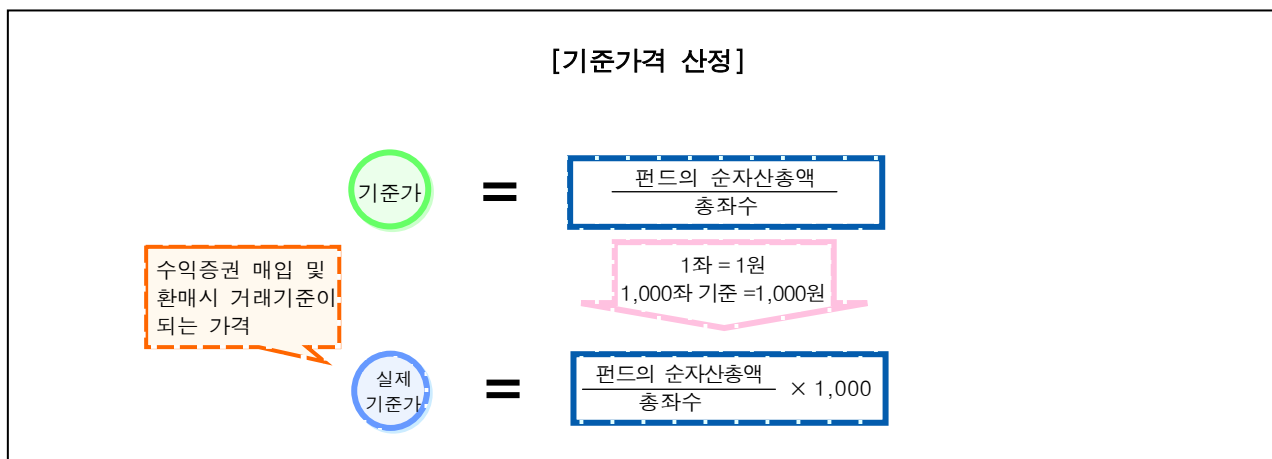 [기준가격 산정]
기준가
=
펀드의 순자산총액
총좌수
1좌 = 1원
1,000좌 기준 =1,000원
수익증권 매입 및
환매시 거래기준이
되는 가격
실제
기준가
=
펀드의 순자산총액
총좌수
× 1,000